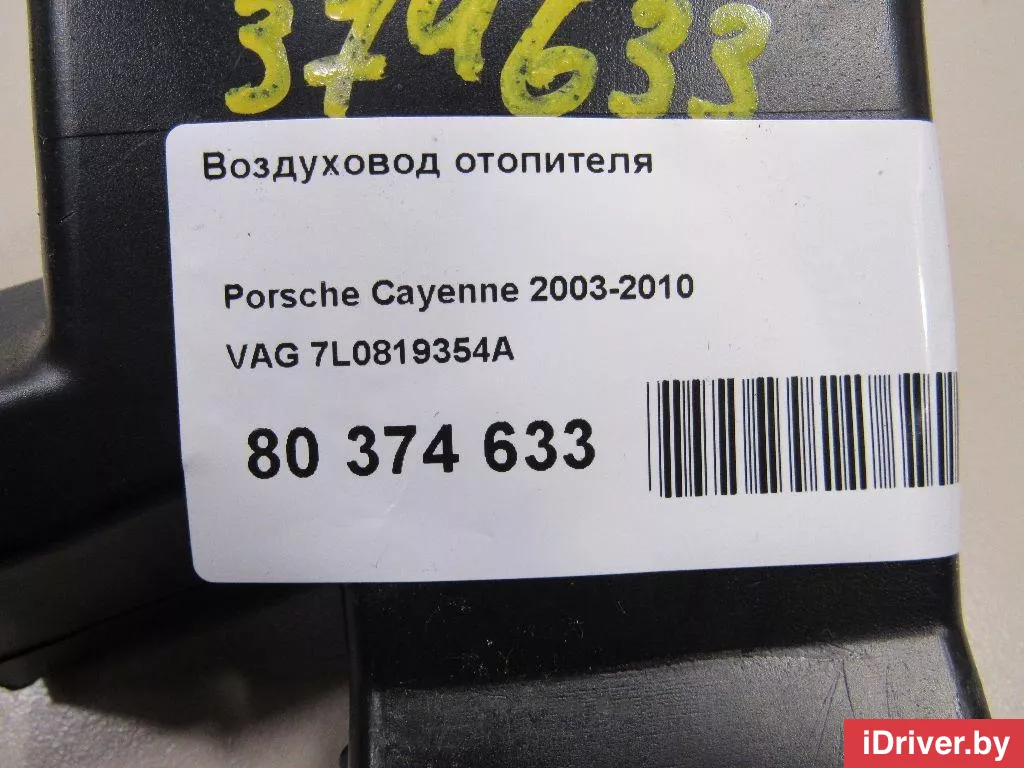 374633
Воздуховод отопителя
Porsche Cayenne 2003-2010
VAG 7L0819354A
80 374 633
iDriver.by